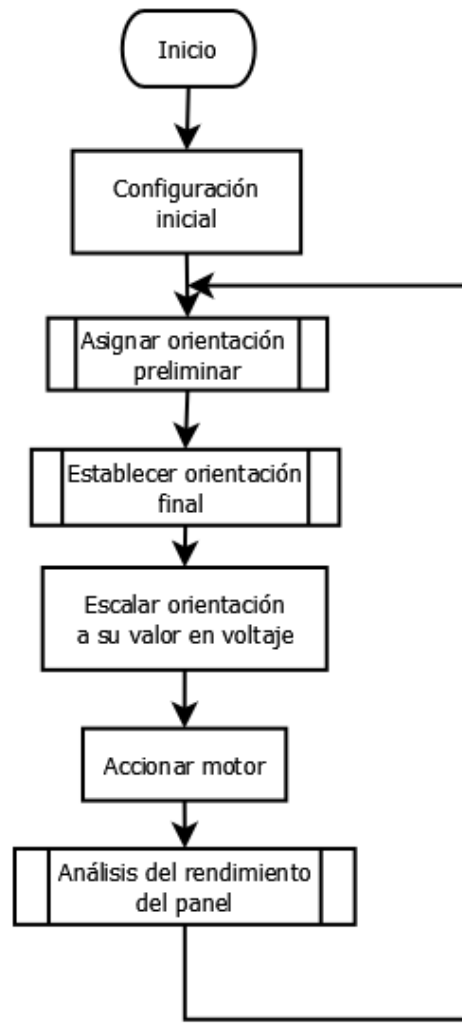 Inicio
Configuración
inicial
Asignar orientación
preliminar
Establecer orientación
final
Escalar orientación
a su valor en voltaje
Accionar motor
Análisis del rendimiento
del panel